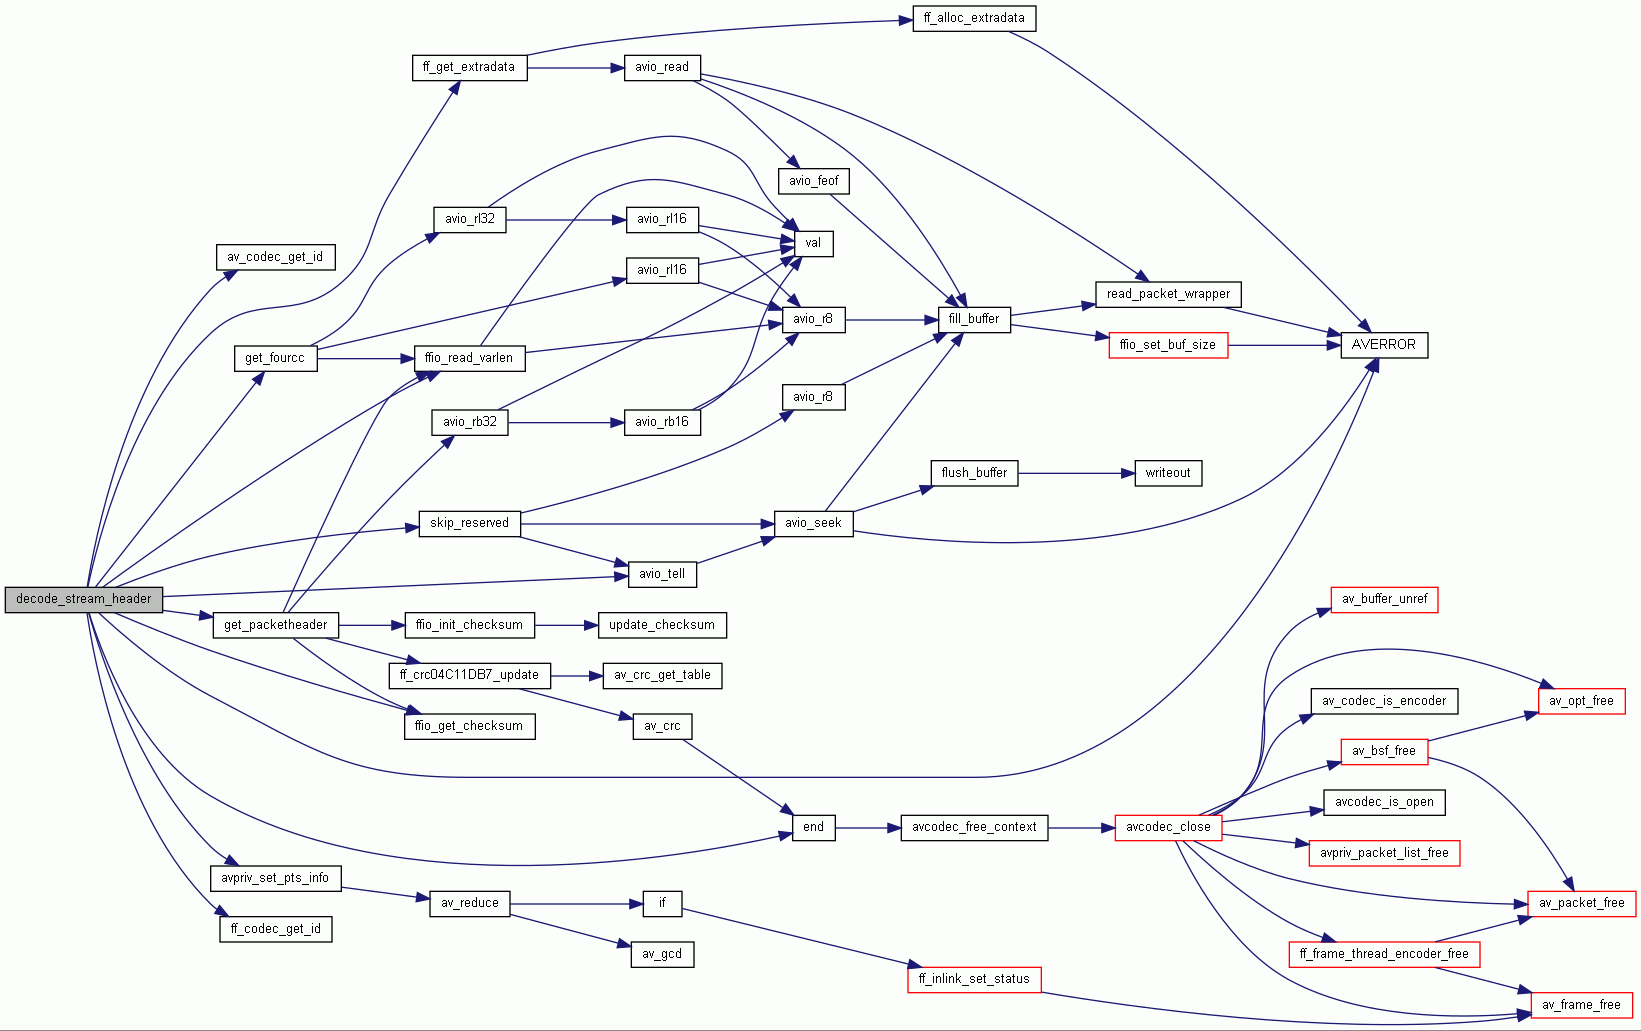 ff_alloc_extradata
ff_get_extradata
avio_read
avio_feof
avio_rl32
avio_rl16
val
av_codec_get_id
avio_rl16
read_packet_wrapper
avio_r8
fill_buffer
ffio_set_buf_size
AVERROR
get_fourcc
ffio_read_varlen
avio_r8
avio_rb32
avio_rb16
flush_buffer
writeout
skip_reserved
avio_seek
avio_tell
decode_stream_header
av_buffer_unref
get_packetheader
ffio_init_checksum
update_checksum
ff_crc04C11DB7_update
av_crc_get_table
av_codec_is_encoder
av_opt_free
ffio_get_checksum
av_crc
av_bsf_free
avcodec_is_open
end
avcodec_free_context
avcodec_close
avpriv_packet_list_free
avpriv_set_pts_info
av_reduce
if
av_packet_free
ff_codec_get_id
av_gcd
ff_frame_thread_encoder_free
ff_inlink_set_status
av_frame_free